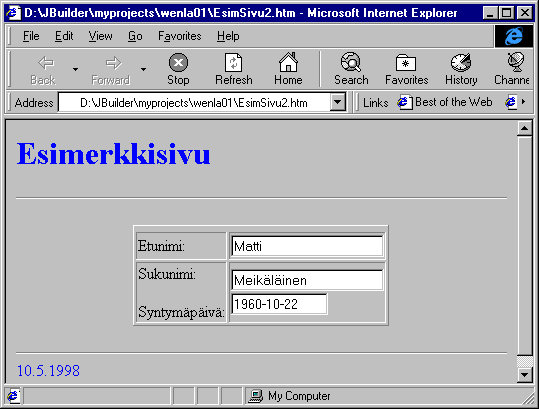 D:\JBuilder\myprojects\wenla01\EsimSivu2.htm - Microsoft Internet Explorer
File Edit View Go Favorites Help
Back Forward Stop Refresh Home Search Favorites History Channe
Address D:\JBuilder\myprojects\wenla01\EsimSivu2.htm Links Best of the Web
Esimerkkisivu
Etunimi: Matti
Sukunimi: Meikäläinen
Syntymäpäivä: 1960-10-22
10.5.1998
My Computer